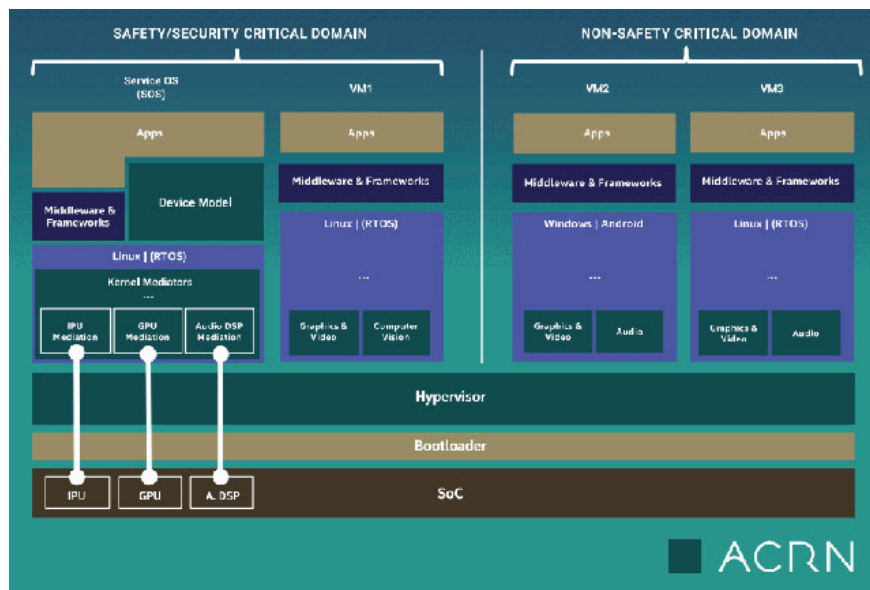 SAFETY/SECURITY CRITICAL DOMAIN
NON-SAFETY CRITICAL DOMAIN
Service OS
(SOS)
VM1
VM2
VM3
Apps
Apps
Apps
Apps
Middleware &
Frameworks
Device Model
Middleware & Frameworks
Middleware & Frameworks
Middleware & Frameworks
Linux | (RTOS)
Kernel Mediators
...
Linux | (RTOS)
...
Windows | Android
...
Linux | (RTOS)
...
IPU
Mediation
GPU
Mediation
Audio DSP
Mediation
Graphics &
Video
Computer
Vision
Graphics &
Video
Audio
Graphics &
Video
Audio
Hypervisor
Bootloader
IPU
GPU
A. DSP
SoC
ACRN